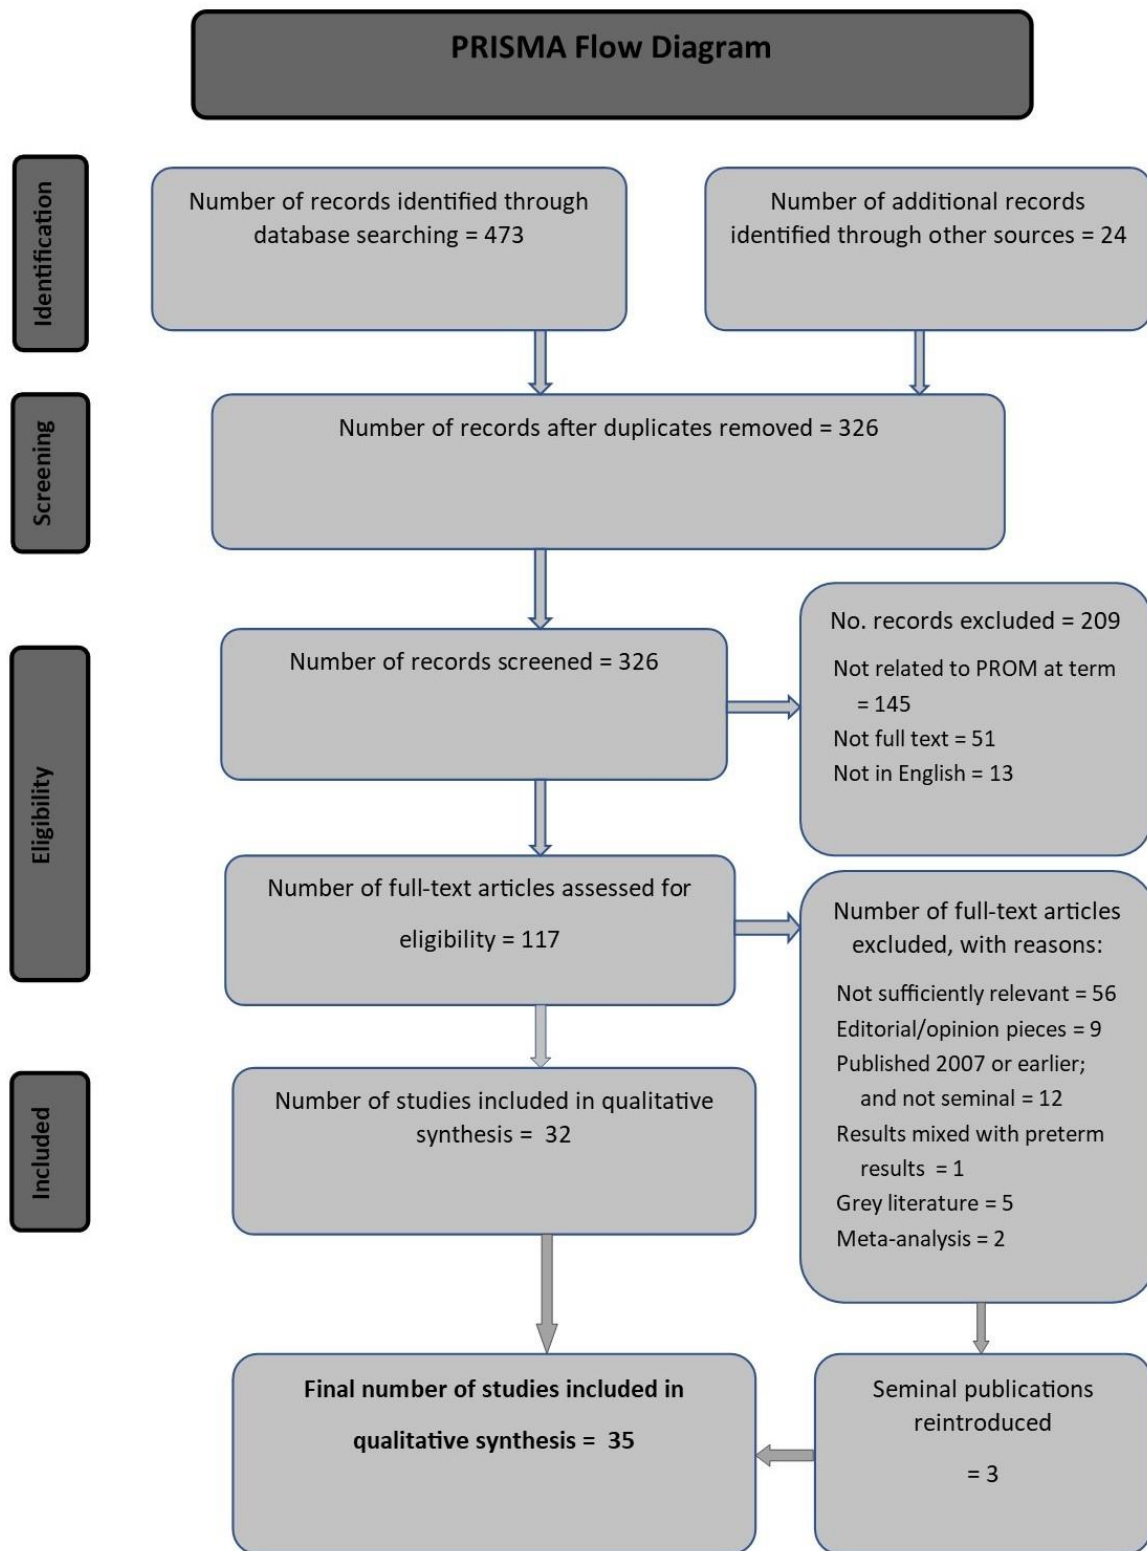 PRISMA Flow Diagram
Identification
Number of records identified through
database searching = 473
Number of additional records
identified through other sources = 24
Screening
Number of records after duplicates removed = 326
Eligibility
Number of records screened = 326
No. records excluded = 209
Not related to PROM at term
= 145
Not full text = 51
Not in English = 13
Number of full-text articles assessed for
eligibility = 117
Number of full-text articles
excluded, with reasons:
Not sufficiently relevant = 56
Editorial/opinion pieces = 9
Published 2007 or earlier;
and not seminal = 12
Results mixed with preterm
results = 1
Grey literature = 5
Meta-analysis = 2
Included
Number of studies included in qualitative
synthesis = 32
Final number of studies included in
qualitative synthesis = 35
Seminal publications
reintroduced
= 3